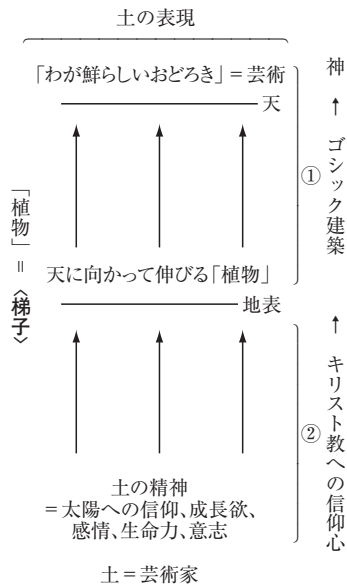 土の表現
「わが鮮らしいおどろき」=芸術
天
天に向かって伸びる「植物」
地表
土の精神
=太陽への信仰、成長欲、
感情、生命力、意志
土=芸術家
「植物」=〈梯子〉
①
②
神 ← ゴシック建築 ← キリスト教への信仰心